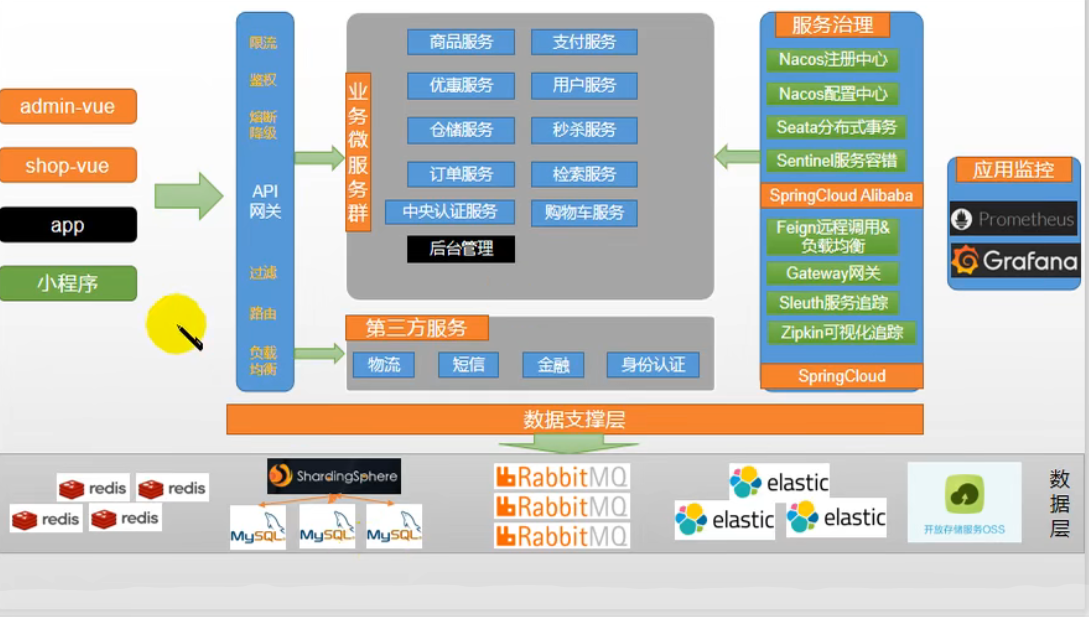 admin-vue
shop-vue
app
小程序
限流
鉴权
熔断
降级
API
网关
过滤
路由
负载
均衡
业务微服务群
商品服务
支付服务
优惠服务
用户服务
仓储服务
秒杀服务
订单服务
检索服务
中央认证服务
购物车服务
后台管理
第三方服务
物流
短信
金融
身份认证
服务治理
Nacos注册中心
Nacos配置中心
Seata分布式事务
Sentinel服务容错
SpringCloud Alibaba
Feign远程调用&
负载均衡
Gateway网关
Sleuth服务追踪
Zipkin可视化追踪
SpringCloud
应用监控
Prometheus
Grafana
数据支撑层
redis
redis
redis
redis
ShardingSphere
MySQL
MySQL
MySQL
RabbitMQ
RabbitMQ
RabbitMQ
elastic
elastic
elastic
开放存储服务OSS
数据层